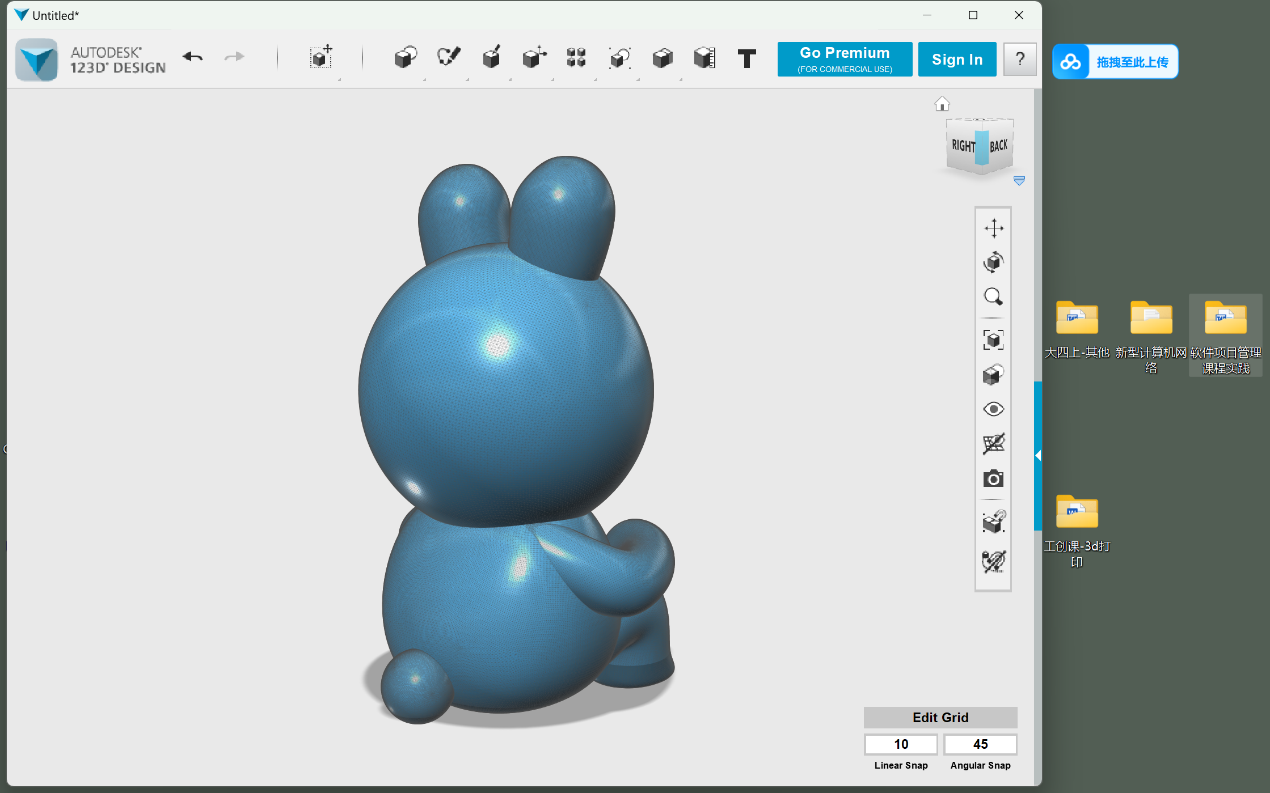 Untitled*
AUTODESK®
123D® DESIGN
Go Premium
(FOR COMMERCIAL USE)
Sign In
?
拖拽至此上传
RIGHT
BACK
大四上-其他
新型计算机网
络
软件项目管理
课程实践
工创课-3d打
印
Edit Grid
10
45
Linear Snap
Angular Snap